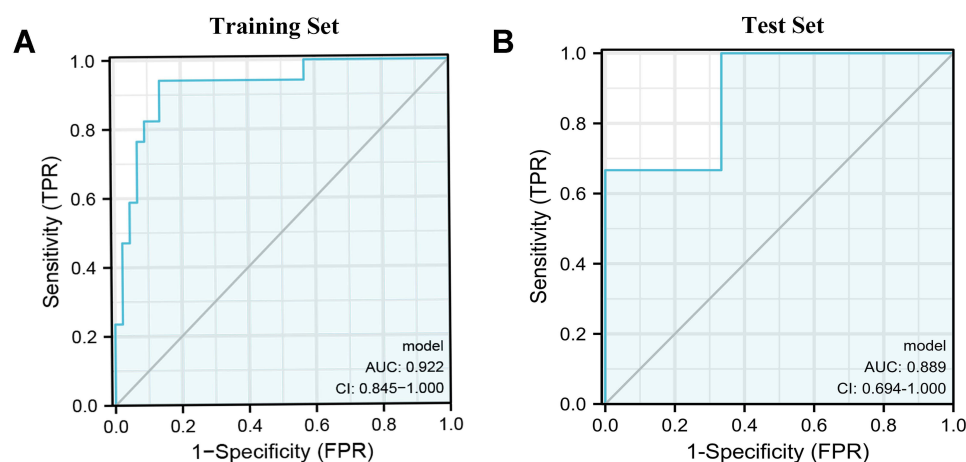 A
Training Set
1.0
0.8
0.6
0.4
0.2
0.0
Sensitivity (TPR)
model
AUC: 0.922
CI: 0.845−1.000
0.0 0.2 0.4 0.6 0.8 1.0
1−Specificity (FPR)
B
Test Set
1.0
0.8
0.6
0.4
0.2
0.0
Sensitivity (TPR)
model
AUC: 0.889
CI: 0.694-1.000
0.0 0.2 0.4 0.6 0.8 1.0
1-Specificity (FPR)